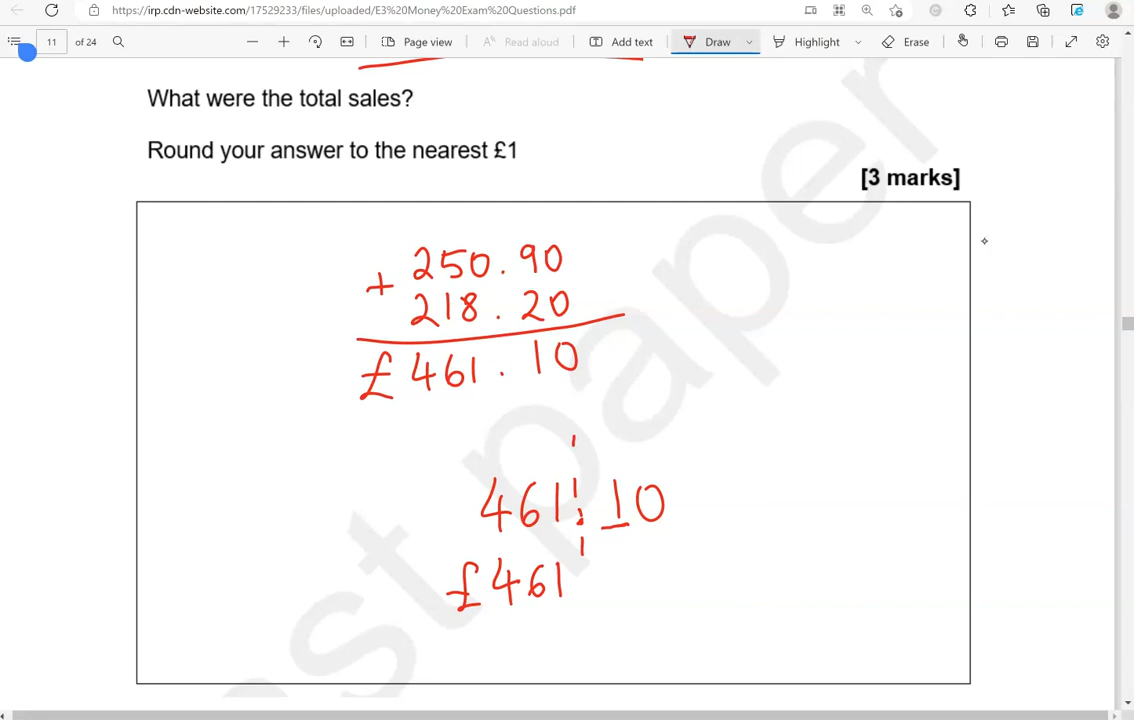 https://irp.cdn-website.com/17529233/files/uploaded/E3%20Money%20Exam%20Questions.pdf
11 of 24 Page view Read aloud Add text Draw Highlight Erase
What were the total sales?
Round your answer to the nearest £1
[3 marks]
250.90
+
218.20
£461.10
461.10
£461
st paper